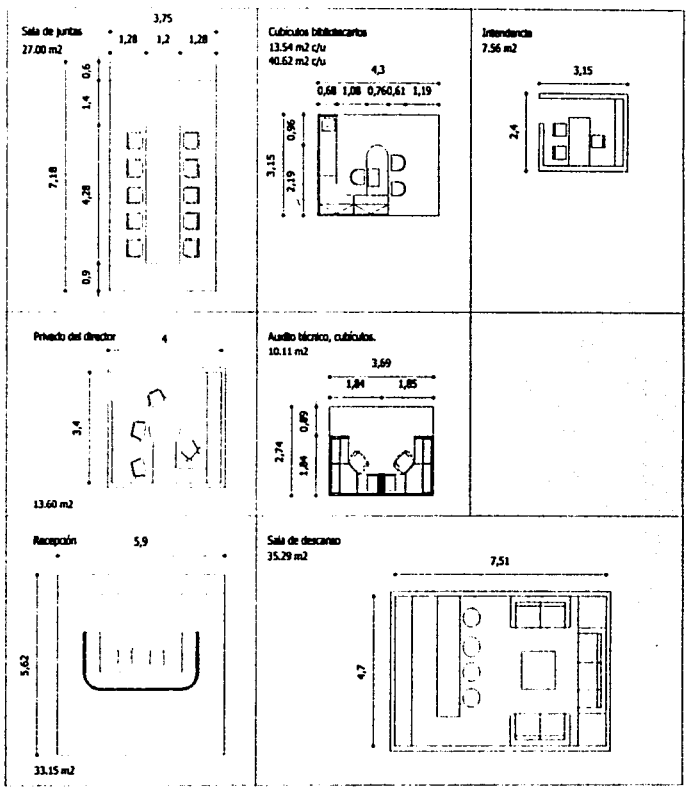 Sala de juntas
27.00 m2
3,75
1,28 1,2 1,28
0,6
1,4
7,18
4,28
0,9
Cubículos bibliotecarios
13.54 m2 c/u
40.62 m2 c/u
4,3
0,68 1,08 0,76 0,61 1,19
0,96
3,15
2,19
Intendencia
7.56 m2
3,15
2,4
Privado del director
4
3,4
13.60 m2
Auxilio técnico, cubículos.
10.11 m2
3,69
1,84 1,85
0,89
2,74
1,84
Recepción
5,9
5,62
33.15 m2
Sala de descanso
35.29 m2
7,51
4,7